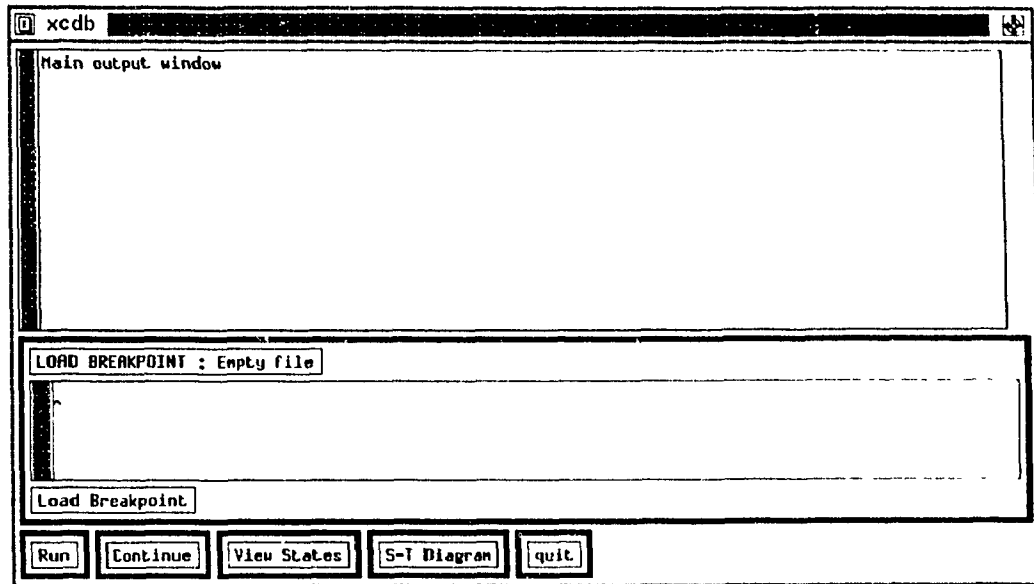 xcdb
Main output window
LOAD BREAKPOINT : Empty file
Load Breakpoint
Run Continue View States S-T Diagram quit